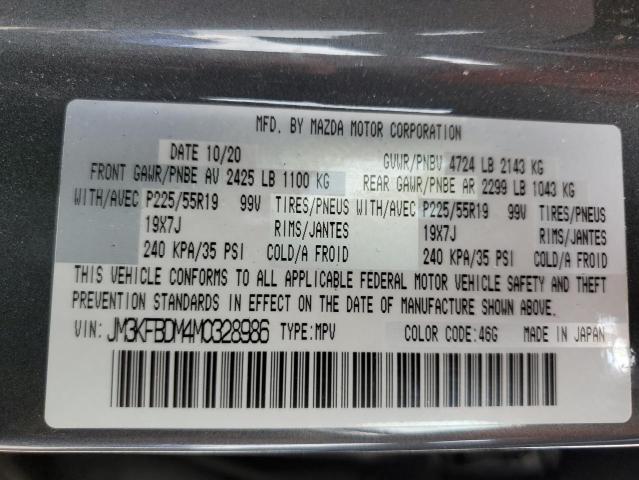 MFD. BY MAZDA MOTOR CORPORATION
DATE 10/20 GVWR/PNBV 4724 LB 2143 KG
FRONT GAWR/PNBE AV 2425 LB 1100 KG REAR GAWR/PNBE AR 2299 LB 1043 KG
WITH/AVEC P225/55R19 99V TIRES/PNEUS WITH/AVEC P225/55R19 99V TIRES/PNEUS
19X7J RIMS/JANTES 19X7J RIMS/JANTES
240 KPA/35 PSI COLD/A FROID 240 KPA/35 PSI COLD/A FROID
THIS VEHICLE CONFORMS TO ALL APPLICABLE FEDERAL MOTOR VEHICLE SAFETY AND THEFT
PREVENTION STANDARDS IN EFFECT ON THE DATE OF MANUFACTURE SHOWN ABOVE.
VIN: JM3KFBDM4M0328986 TYPE:MPV COLOR CODE:46G MADE IN JAPAN